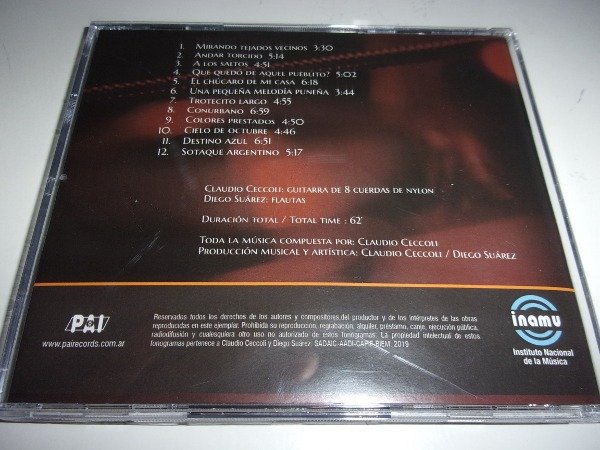 1. Mirando tejados vecinos 3:30
2. Andar torcido 5:14
3. A los saltos 4:51
4. Qué quedó de aquel pueblito? 5:02
5. El chúcaro de mi casa 6:18
6. Una pequeña melodía puneña 3:44
7. Trotecito largo 4:55
8. Conurbano 6:59
9. Colores prestados 4:50
10. Cielo de octubre 4:46
11. Destino azul 6:51
12. Sotaque argentino 5:17
Claudio Ceccoli: guitarra de 8 cuerdas de nylon
Diego Suárez: flautas
Duración total / Total time : 62'
Toda la música compuesta por: Claudio Ceccoli
Producción musical y artística: Claudio Ceccoli / Diego Suárez
PAI
www.pairecords.com.ar
Reservados todos los derechos de los autores y compositores,del productor y de los intérpretes de las obras
reproducidas en este ejemplar. Prohibida su reproducción, regrabación, alquiler, préstamo, canje, ejecución pública,
radiodifusión y cualesquiera otro uso no autorizado de estos fonogramas. La propiedad intelectual de estos
fonogramas pertenece a Claudio Ceccoli y Diego Suárez. SADAIC-AADI-CAPIF-BIEM, 2019
inamu
Instituto Nacional
de la Música